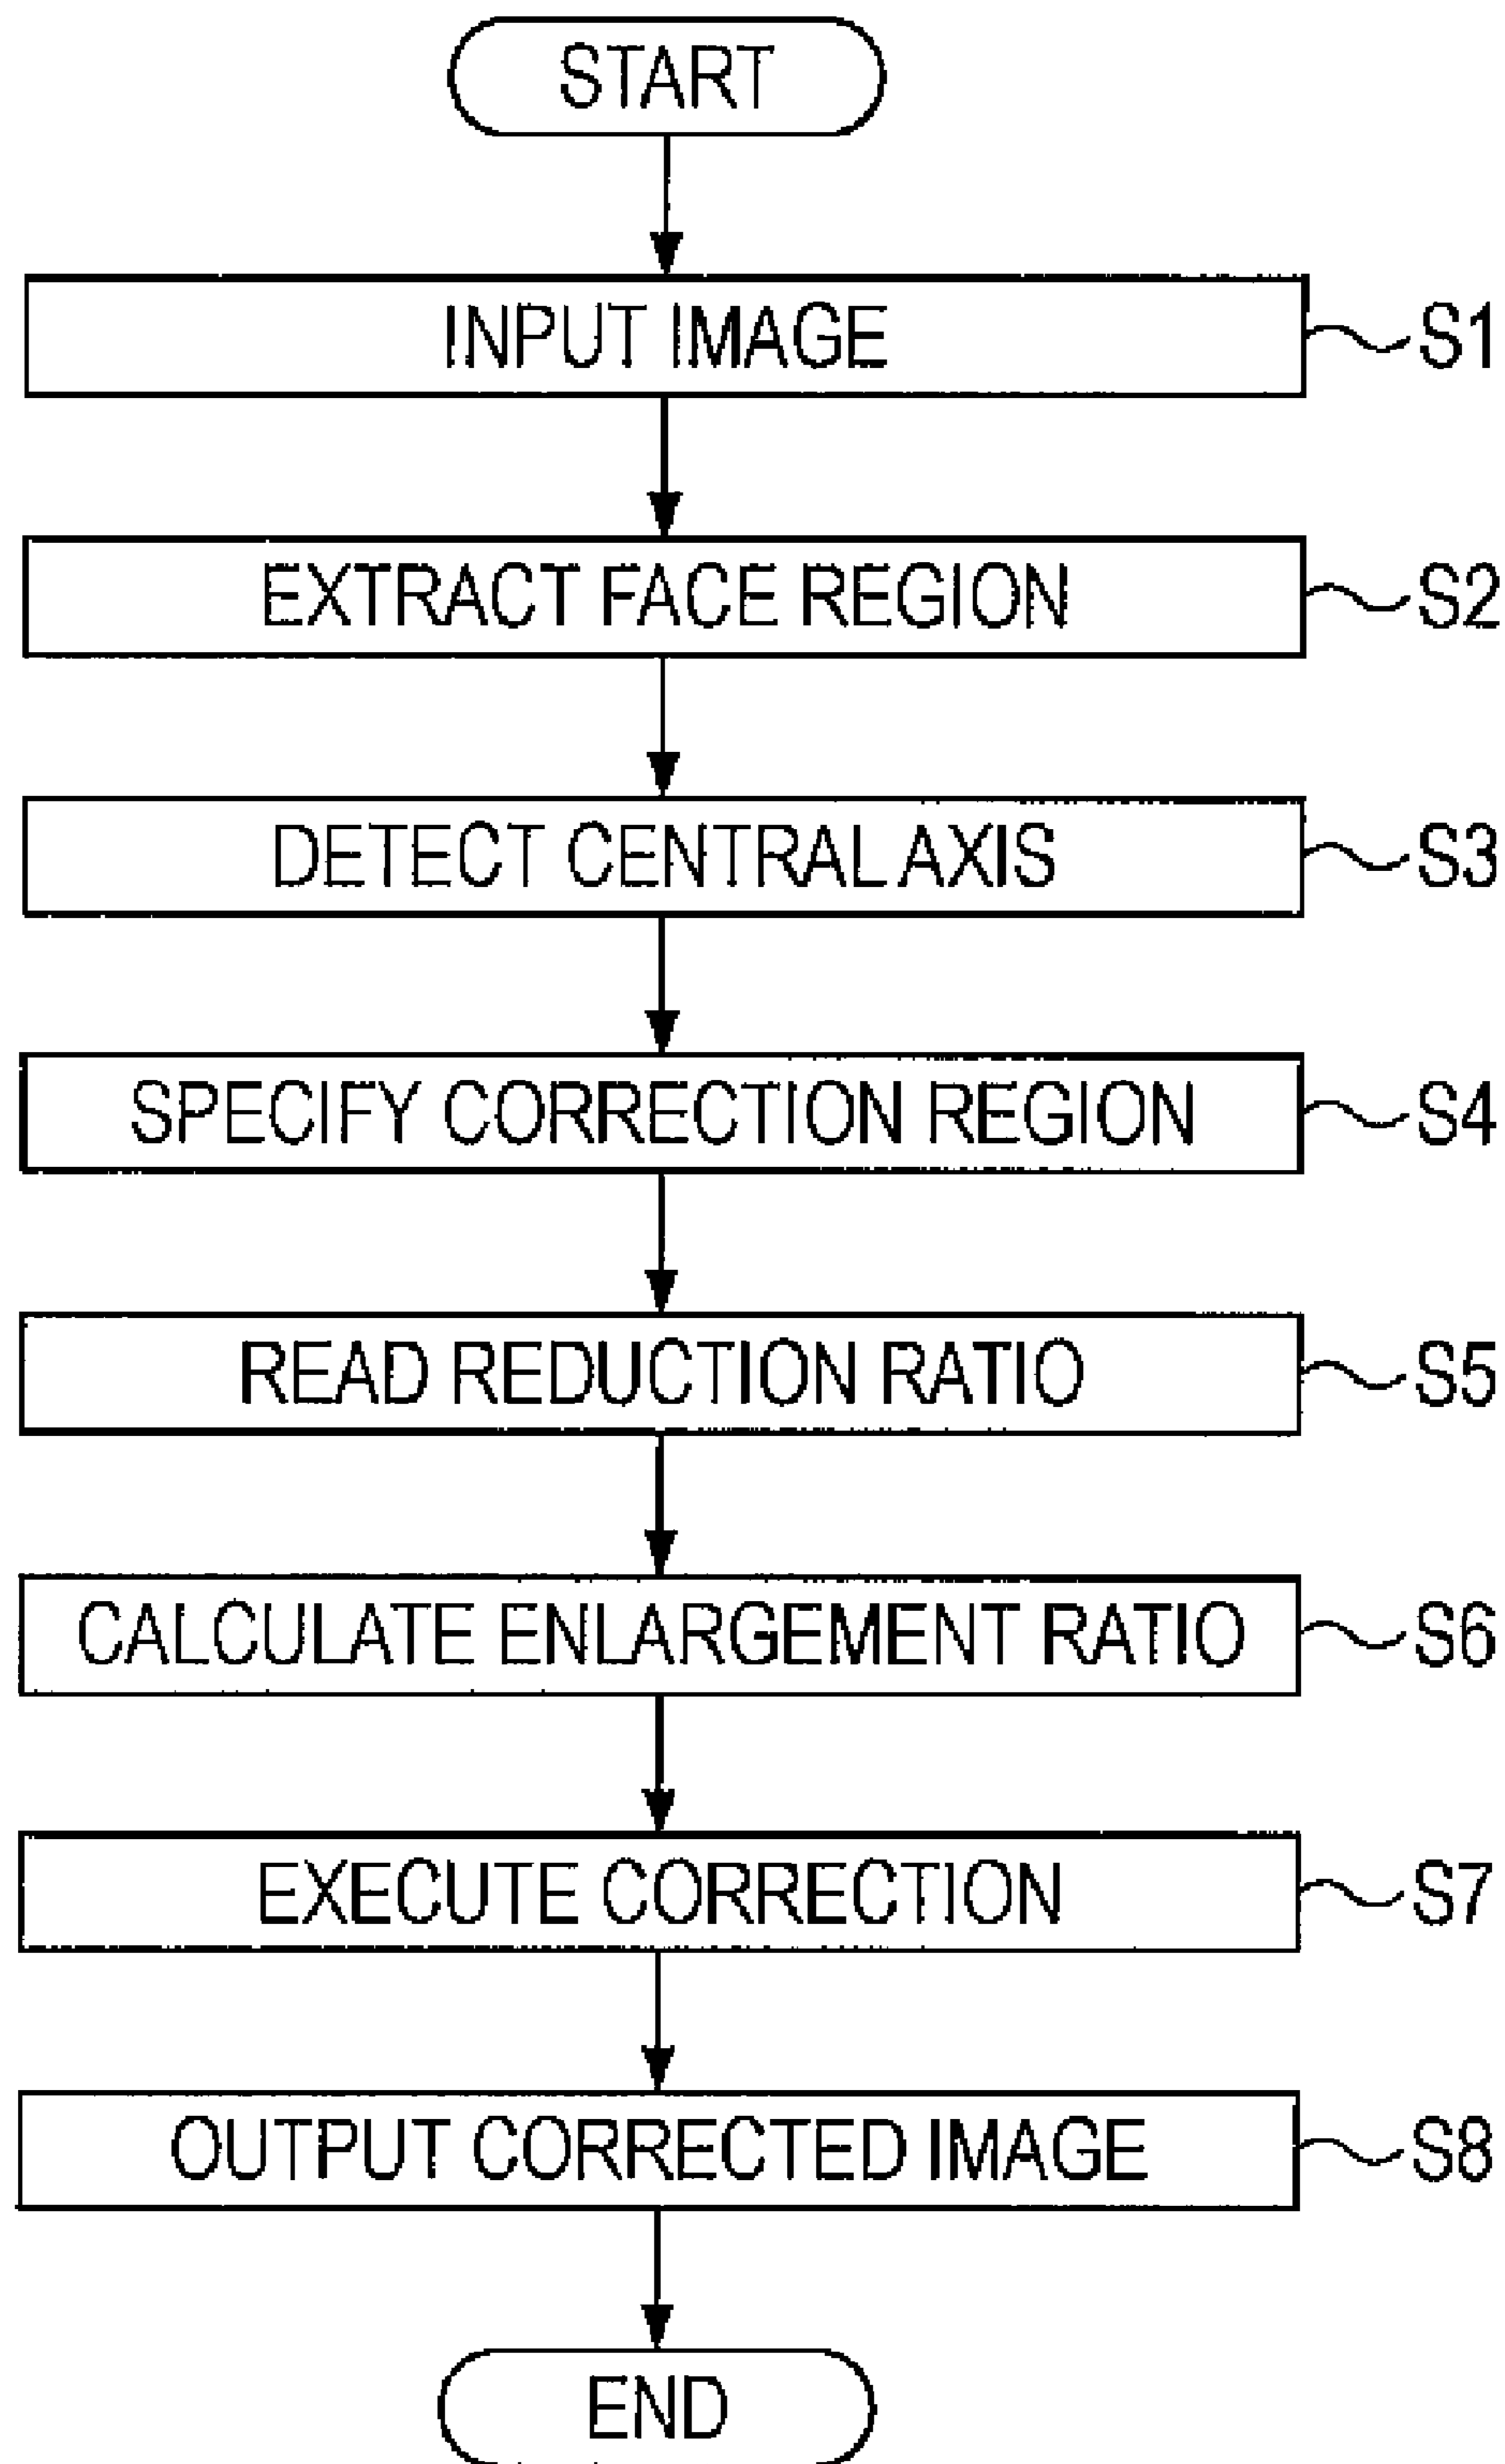 START
INPUT IMAGE S1
EXTRACT FACE REGION S2
DETECT CENTRAL AXIS S3
SPECIFY CORRECTION REGION S4
READ REDUCTION RATIO S5
CALCULATE ENLARGEMENT RATIO S6
EXECUTE CORRECTION S7
OUTPUT CORRECTED IMAGE S8
END